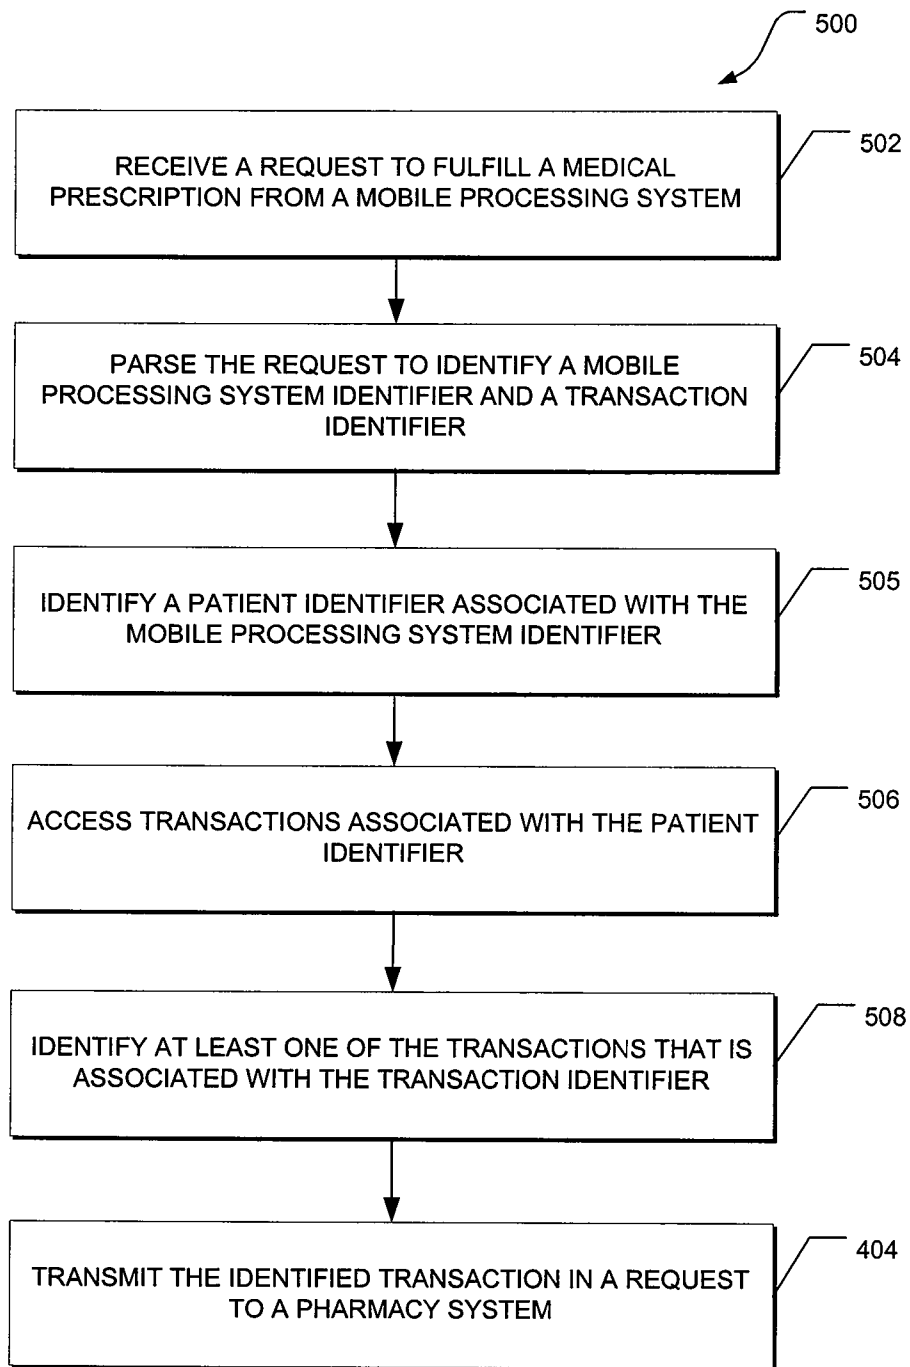 500
RECEIVE A REQUEST TO FULFILL A MEDICAL
PRESCRIPTION FROM A MOBILE PROCESSING SYSTEM
502
PARSE THE REQUEST TO IDENTIFY A MOBILE
PROCESSING SYSTEM IDENTIFIER AND A TRANSACTION
IDENTIFIER
504
IDENTIFY A PATIENT IDENTIFIER ASSOCIATED WITH THE
MOBILE PROCESSING SYSTEM IDENTIFIER
505
ACCESS TRANSACTIONS ASSOCIATED WITH THE PATIENT
IDENTIFIER
506
IDENTIFY AT LEAST ONE OF THE TRANSACTIONS THAT IS
ASSOCIATED WITH THE TRANSACTION IDENTIFIER
508
TRANSMIT THE IDENTIFIED TRANSACTION IN A REQUEST
TO A PHARMACY SYSTEM
404